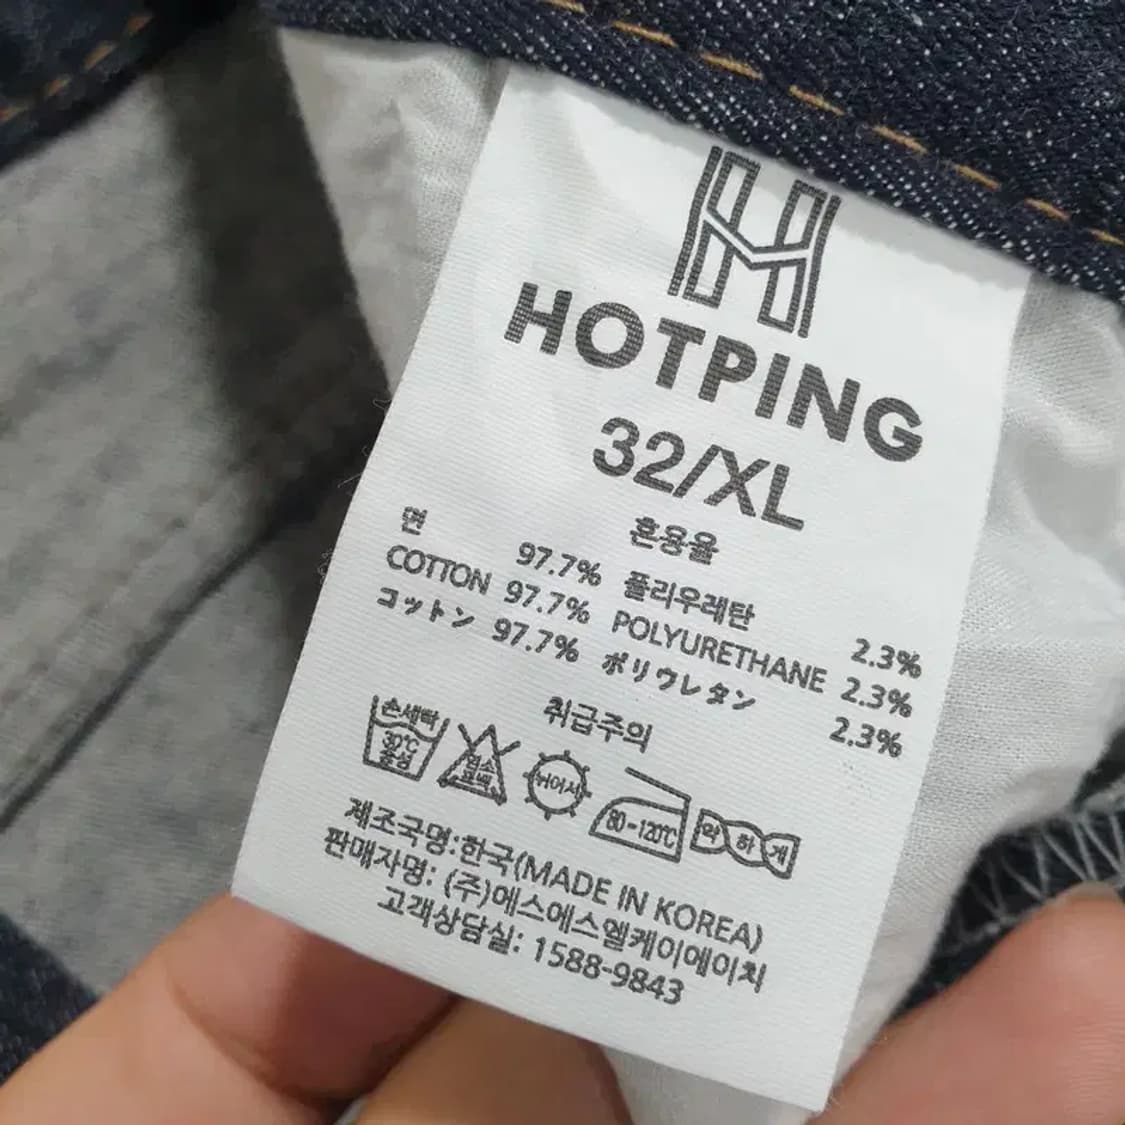 HOTPING
32/XL
혼용율
면 97.7% 폴리우레탄 2.3%
COTTON 97.7% POLYURETHANE 2.3%
コットン 97.7% ポリウレタン 2.3%
취급주의
손세탁
30℃
중성
염소
표백
뉘어서
80-120℃
약하게
제조국명:한국(MADE IN KOREA)
판매자명: (주)에스에스엘케이에이치
고객상담실: 1588-9843